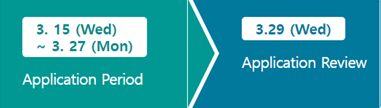 3. 15 (Wed)
~ 3. 27 (Mon)
Application Period
3.29 (Wed)
Application Review